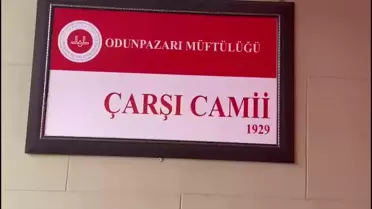 ODUNPAZARI MÜFTÜLÜĞÜ
ÇARŞI CAMİİ
1929